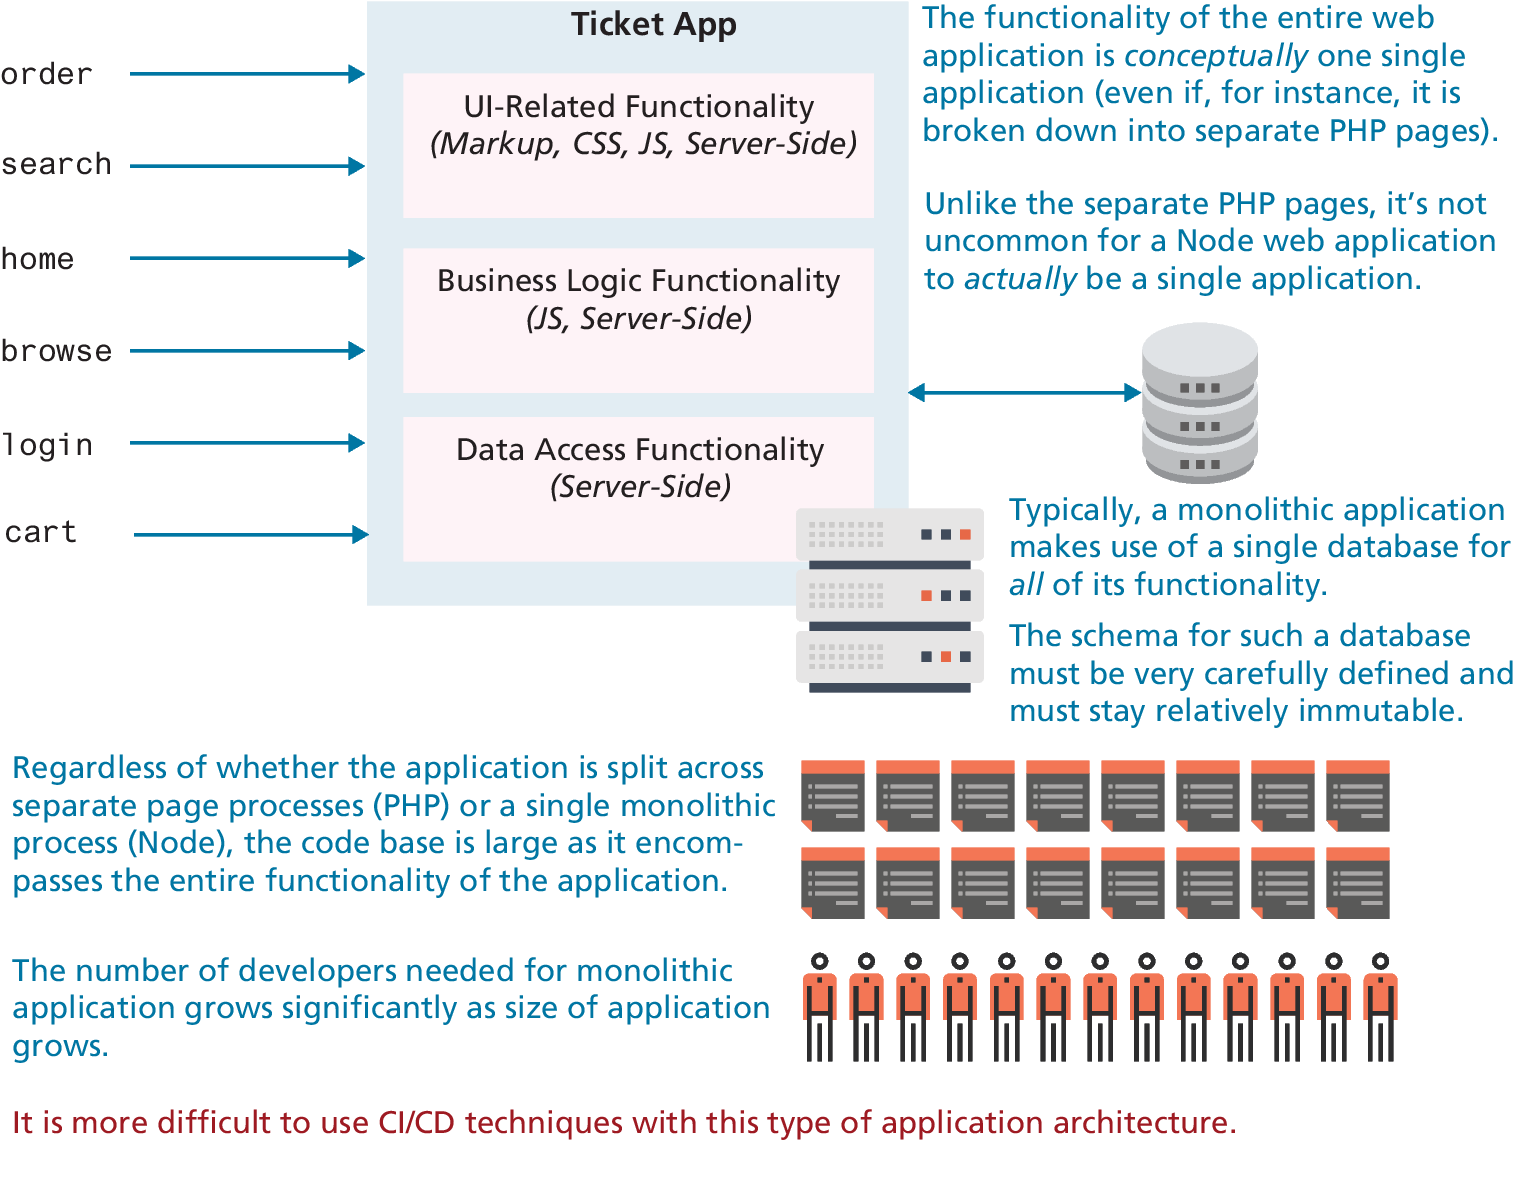 Ticket App
order
search
home
browse
login
cart
UI-Related Functionality
(Markup, CSS, JS, Server-Side)
Business Logic Functionality
(JS, Server-Side)
Data Access Functionality
(Server-Side)
The functionality of the entire web
application is conceptually one single
application (even if, for instance, it is
broken down into separate PHP pages).
Unlike the separate PHP pages, it’s not
uncommon for a Node web application
to actually be a single application.
Typically, a monolithic application
makes use of a single database for
all of its functionality.
The schema for such a database
must be very carefully defined and
must stay relatively immutable.
Regardless of whether the application is split across
separate page processes (PHP) or a single monolithic
process (Node), the code base is large as it encom-
passes the entire functionality of the application.
The number of developers needed for monolithic
application grows significantly as size of application
grows.
It is more difficult to use CI/CD techniques with this type of application architecture.